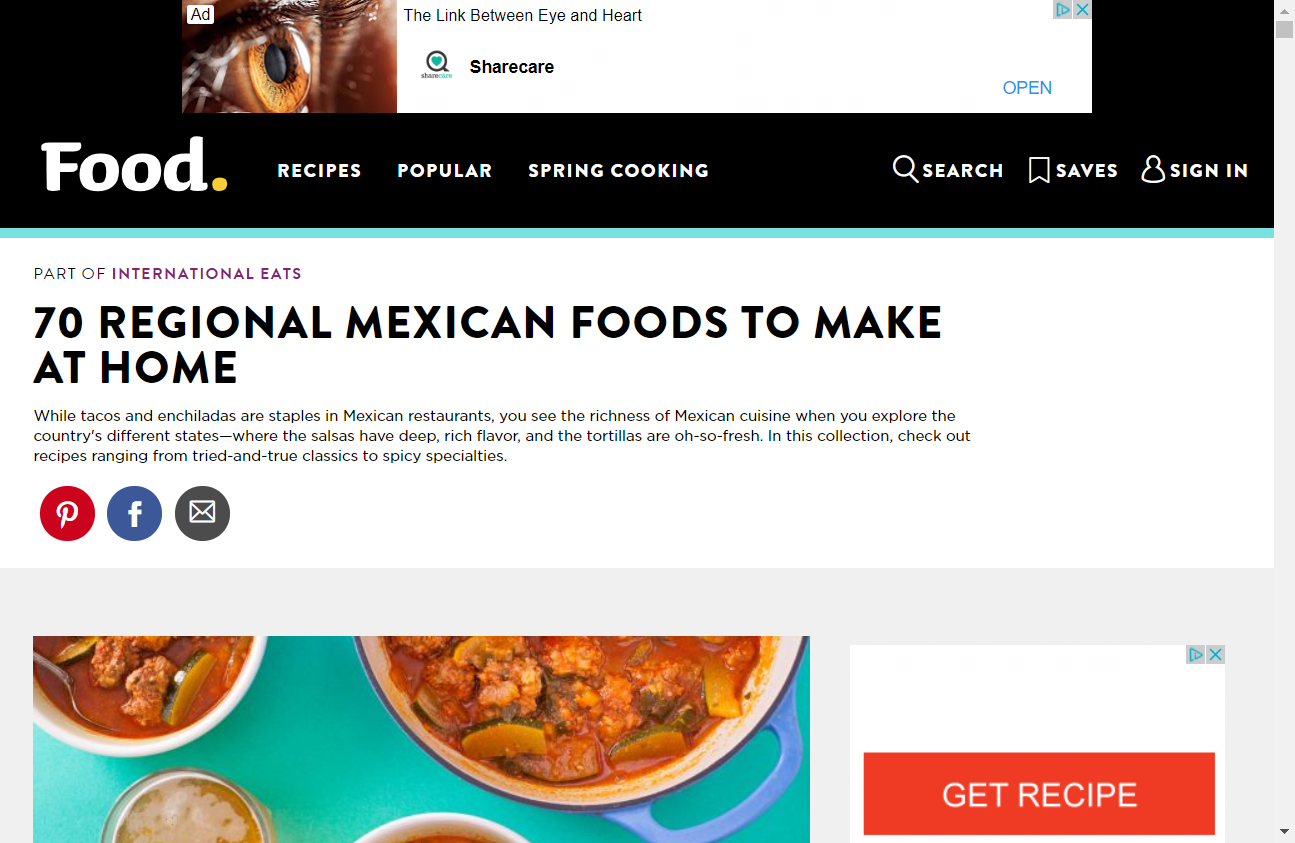 Ad
The Link Between Eye and Heart
sharecare
Sharecare
OPEN
Food.
RECIPES
POPULAR
SPRING COOKING
SEARCH
SAVES
SIGN IN
PART OF INTERNATIONAL EATS
70 REGIONAL MEXICAN FOODS TO MAKE
AT HOME
While tacos and enchiladas are staples in Mexican restaurants, you see the richness of Mexican cuisine when you explore the
country's different states—where the salsas have deep, rich flavor, and the tortillas are oh-so-fresh. In this collection, check out
recipes ranging from tried-and-true classics to spicy specialties.
GET RECIPE